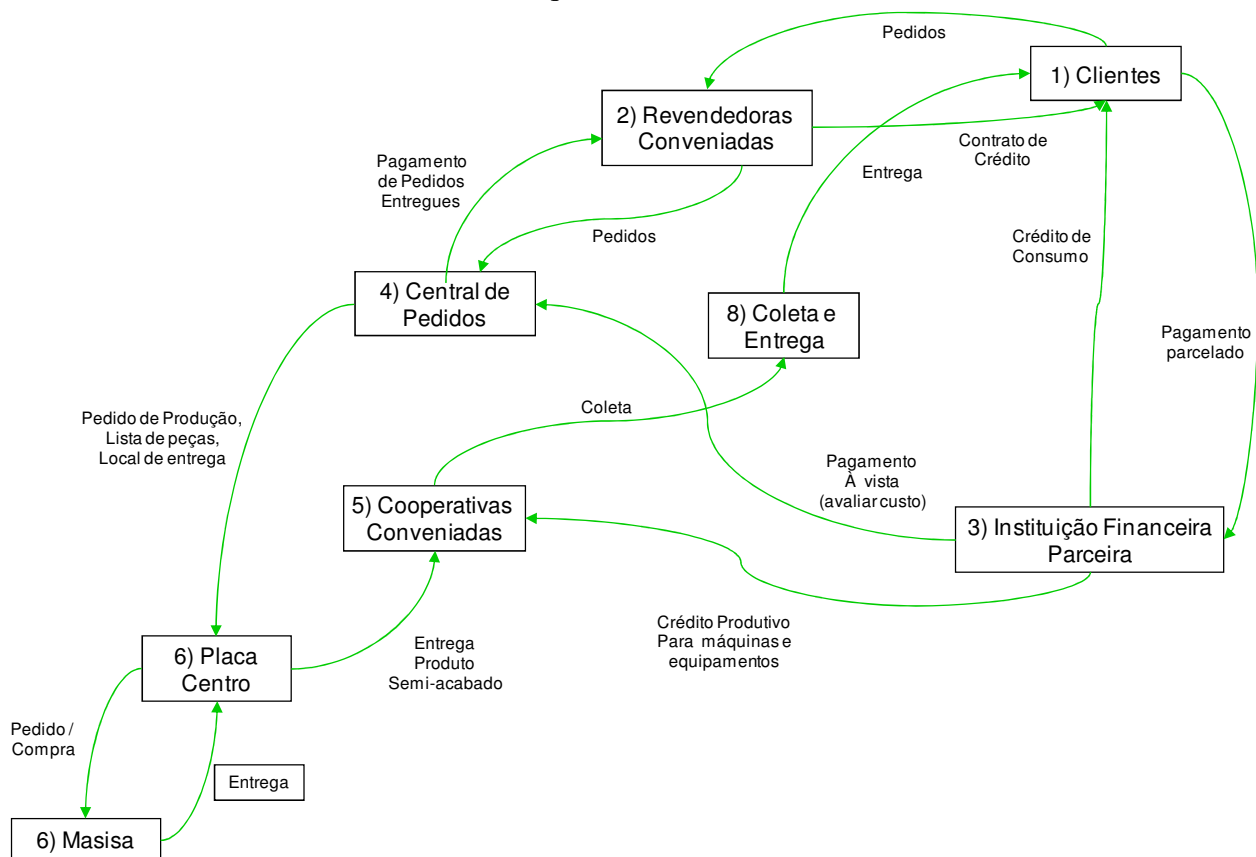 Pedidos
1) Clientes
2) Revendedoras
Conveniadas
Contrato de
Crédito
Pagamento
de Pedidos
Entregues
Entrega
Pedidos
Crédito de
Consumo
4) Central de
Pedidos
8) Coleta e
Entrega
Pagamento
parcelado
Coleta
Pedido de Produção,
Lista de peças,
Local de entrega
Pagamento
À vista
(avaliar custo)
5) Cooperativas
Conveniadas
3) Instituição Financeira
Parceira
Crédito Produtivo
Para máquinas e
equipamentos
6) Placa
Centro
Entrega
Produto
Semi-acabado
Pedido /
Compra
Entrega
6) Masisa